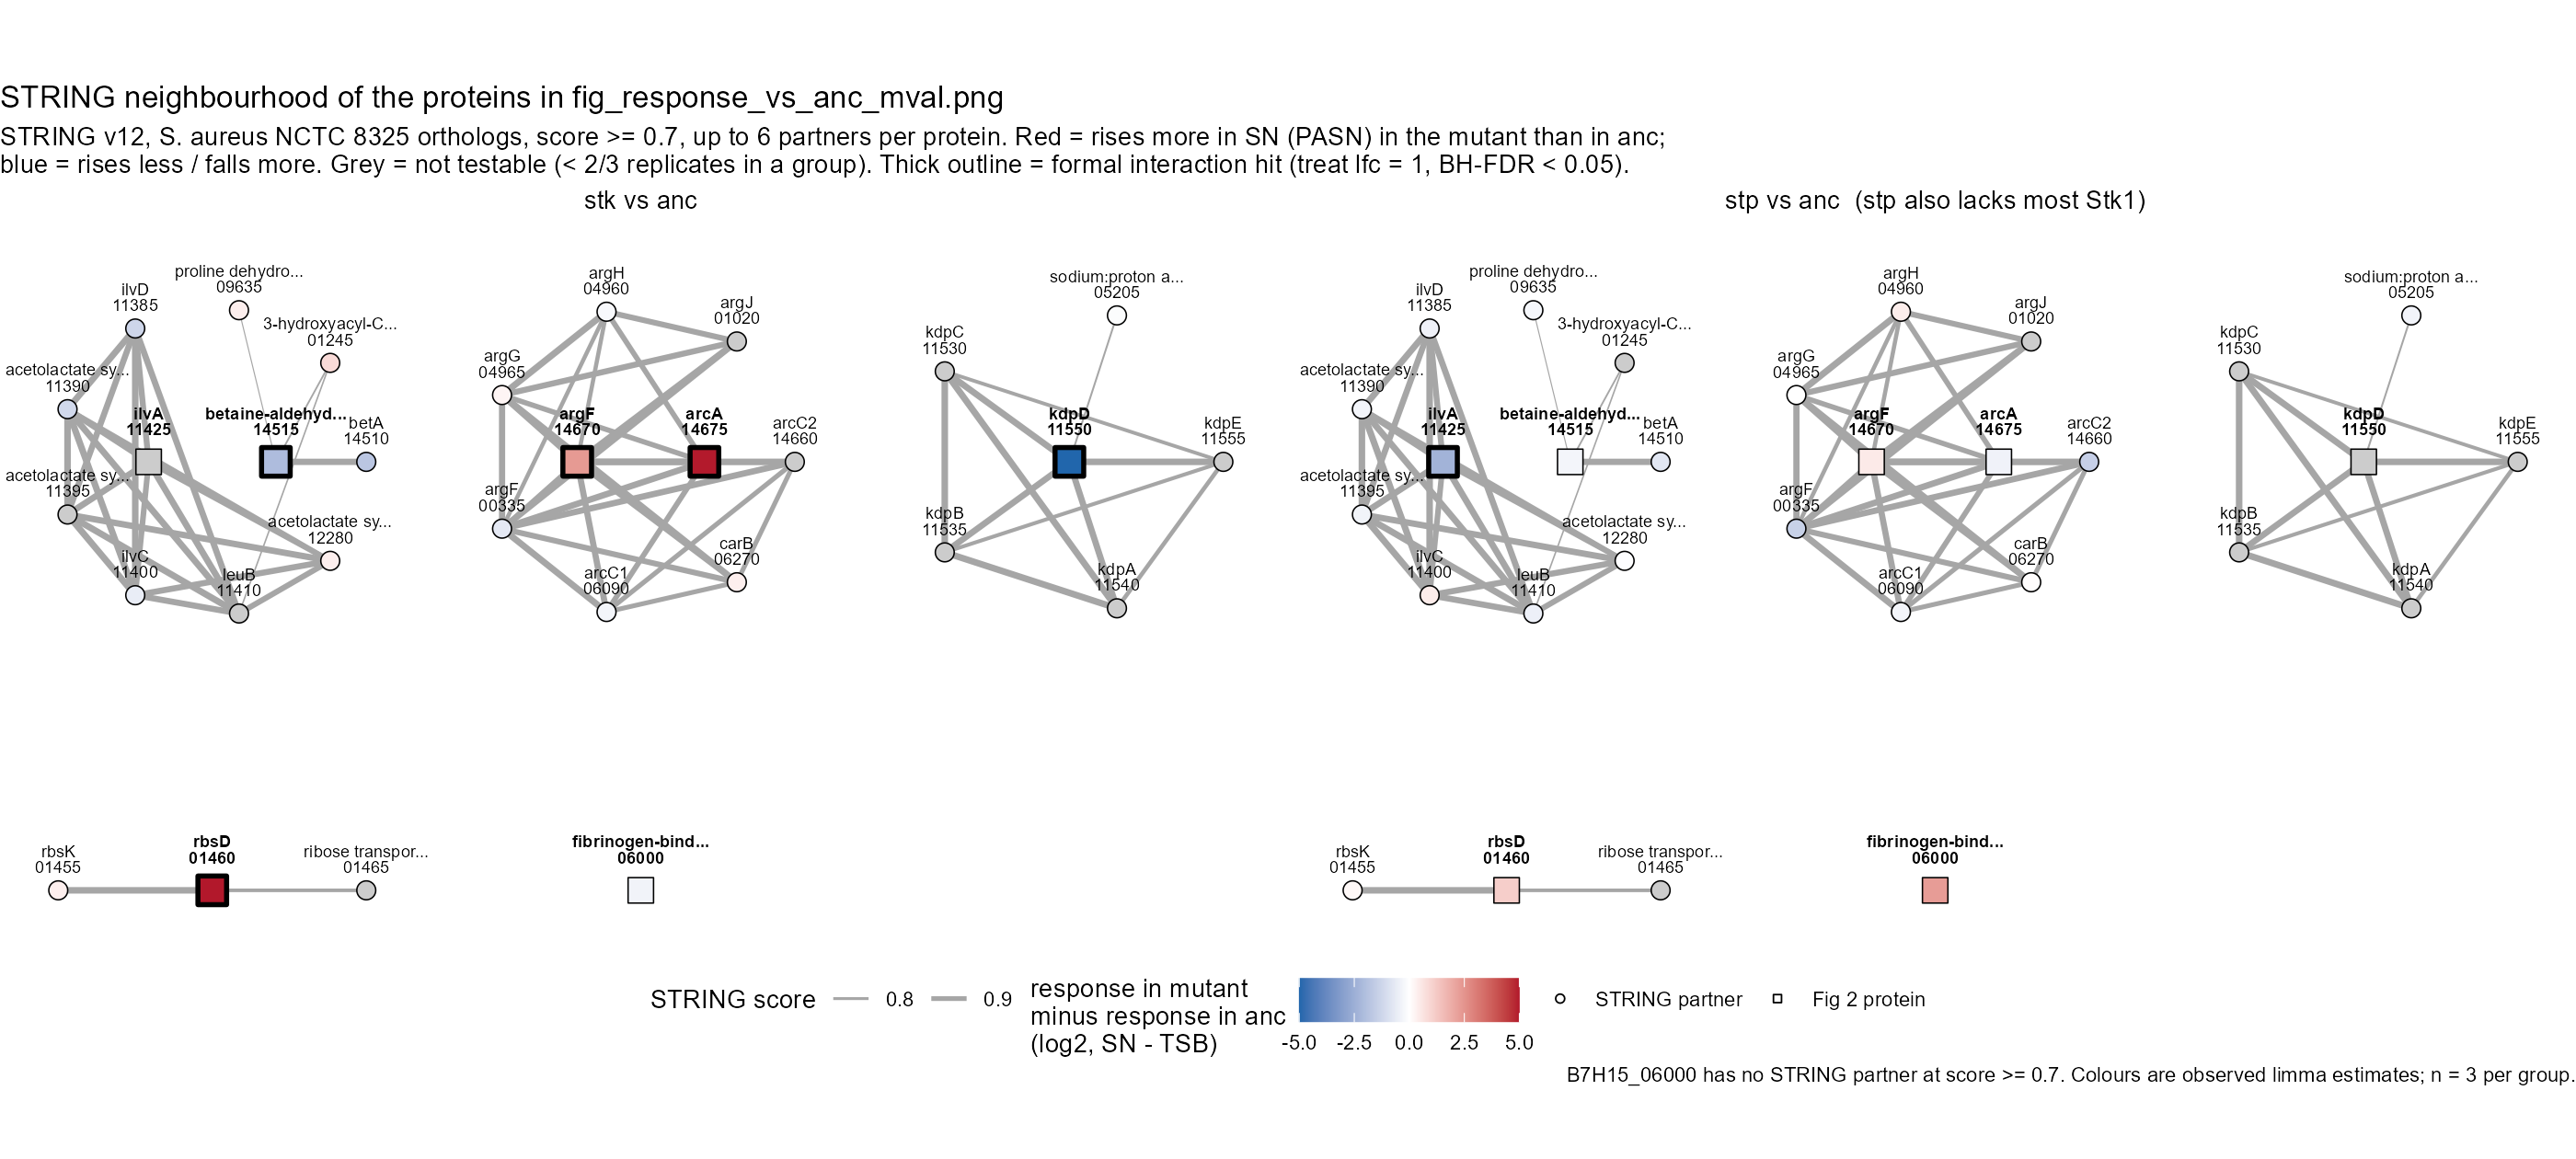 STRING neighbourhood of the proteins in fig_response_vs_anc_mval.png
STRING v12, S. aureus NCTC 8325 orthologs, score >= 0.7, up to 6 partners per protein. Red = rises more in SN (PASN) in the mutant than in anc;
blue = rises less / falls more. Grey = not testable (< 2/3 replicates in a group). Thick outline = formal interaction hit (treat lfc = 1, BH-FDR < 0.05).
stk vs anc
ilvD
11385
proline dehydro...
09635
3-hydroxyacyl-C...
01245
acetolactate sy...
11390
ilvA
11425
betaine-aldehyd...
14515
betA
14510
acetolactate sy...
11395
acetolactate sy...
12280
ilvC
11400
leuB
11410
argH
04960
argJ
01020
argG
04965
argF
14670
arcA
14675
arcC2
14660
argF
00335
carB
06270
arcC1
06090
sodium:proton a...
05205
kdpC
11530
kdpD
11550
kdpE
11555
kdpB
11535
kdpA
11540
rbsK
01455
rbsD
01460
ribose transpor...
01465
fibrinogen-bind...
06000
stp vs anc  (stp also lacks most Stk1)
ilvD
11385
proline dehydro...
09635
3-hydroxyacyl-C...
01245
acetolactate sy...
11390
ilvA
11425
betaine-aldehyd...
14515
betA
14510
acetolactate sy...
11395
acetolactate sy...
12280
ilvC
11400
leuB
11410
argH
04960
argJ
01020
argG
04965
argF
14670
arcA
14675
arcC2
14660
argF
00335
carB
06270
arcC1
06090
sodium:proton a...
05205
kdpC
11530
kdpD
11550
kdpE
11555
kdpB
11535
kdpA
11540
rbsK
01455
rbsD
01460
ribose transpor...
01465
fibrinogen-bind...
06000
STRING score
0.8
0.9
response in mutant
minus response in anc
(log2, SN - TSB)
-5.0 -2.5 0.0 2.5 5.0
STRING partner
Fig 2 protein
B7H15_06000 has no STRING partner at score >= 0.7. Colours are observed limma estimates; n = 3 per group.